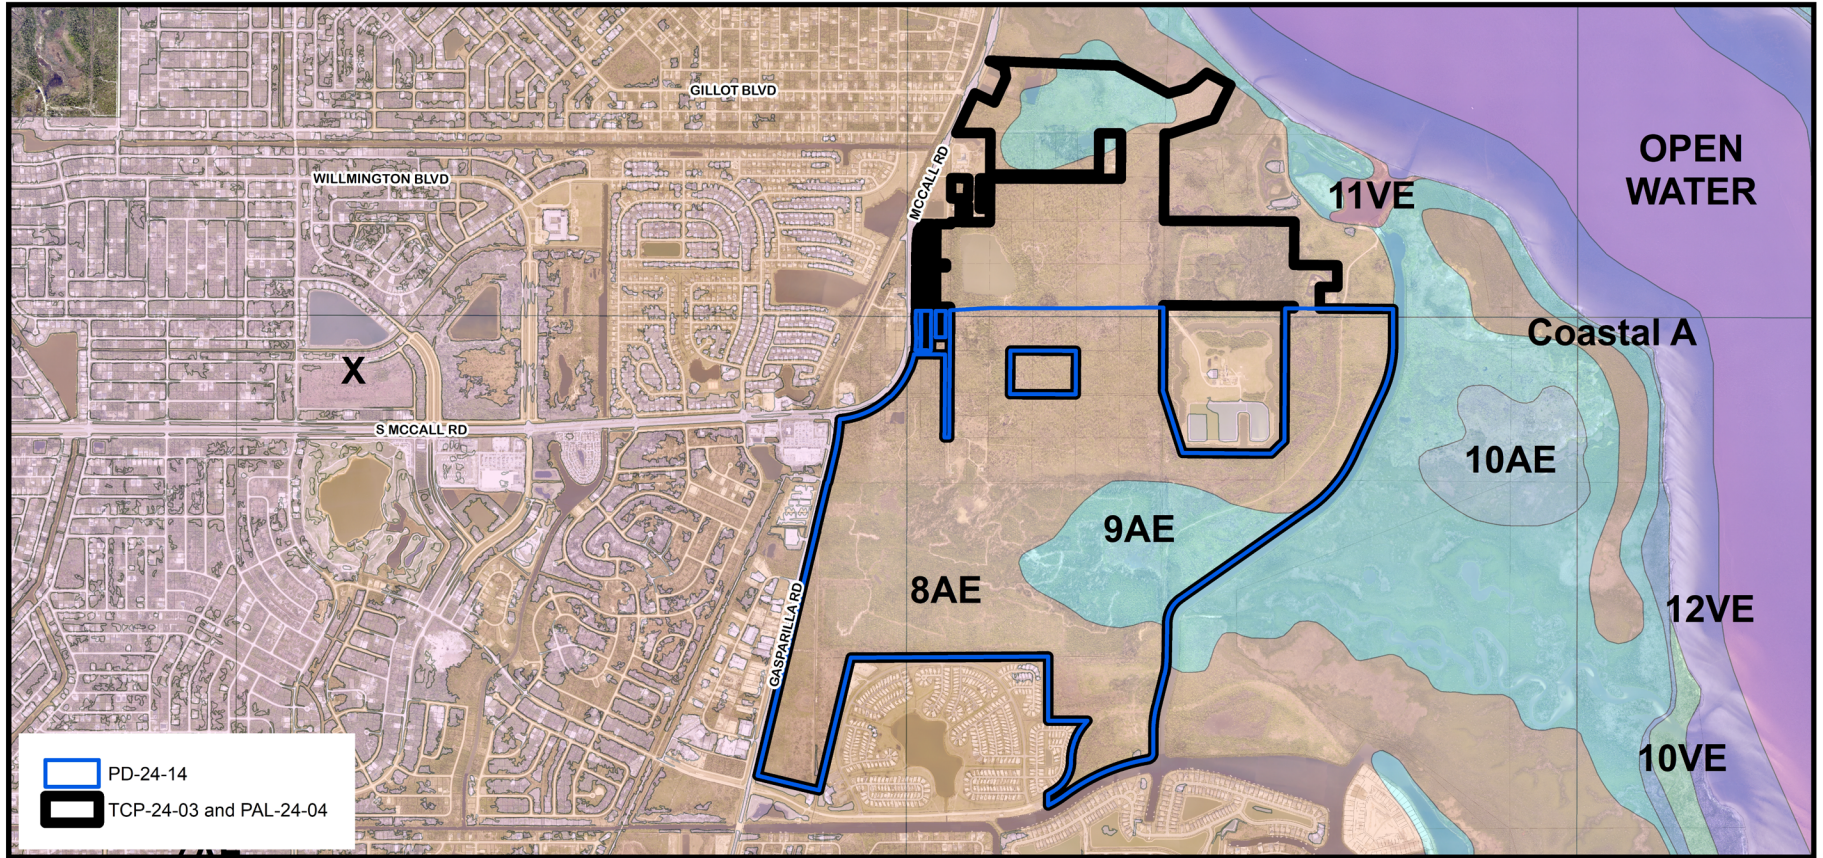 GILLOT BLVD
OPEN
WATER
WILLMINGTON BLVD
MCCALL RD
11VE
Coastal A
X
S MCCALL RD
10AE
9AE
8AE
GASPARILLA RD
12VE
10VE
PD-24-14
TCP-24-03 and PAL-24-04